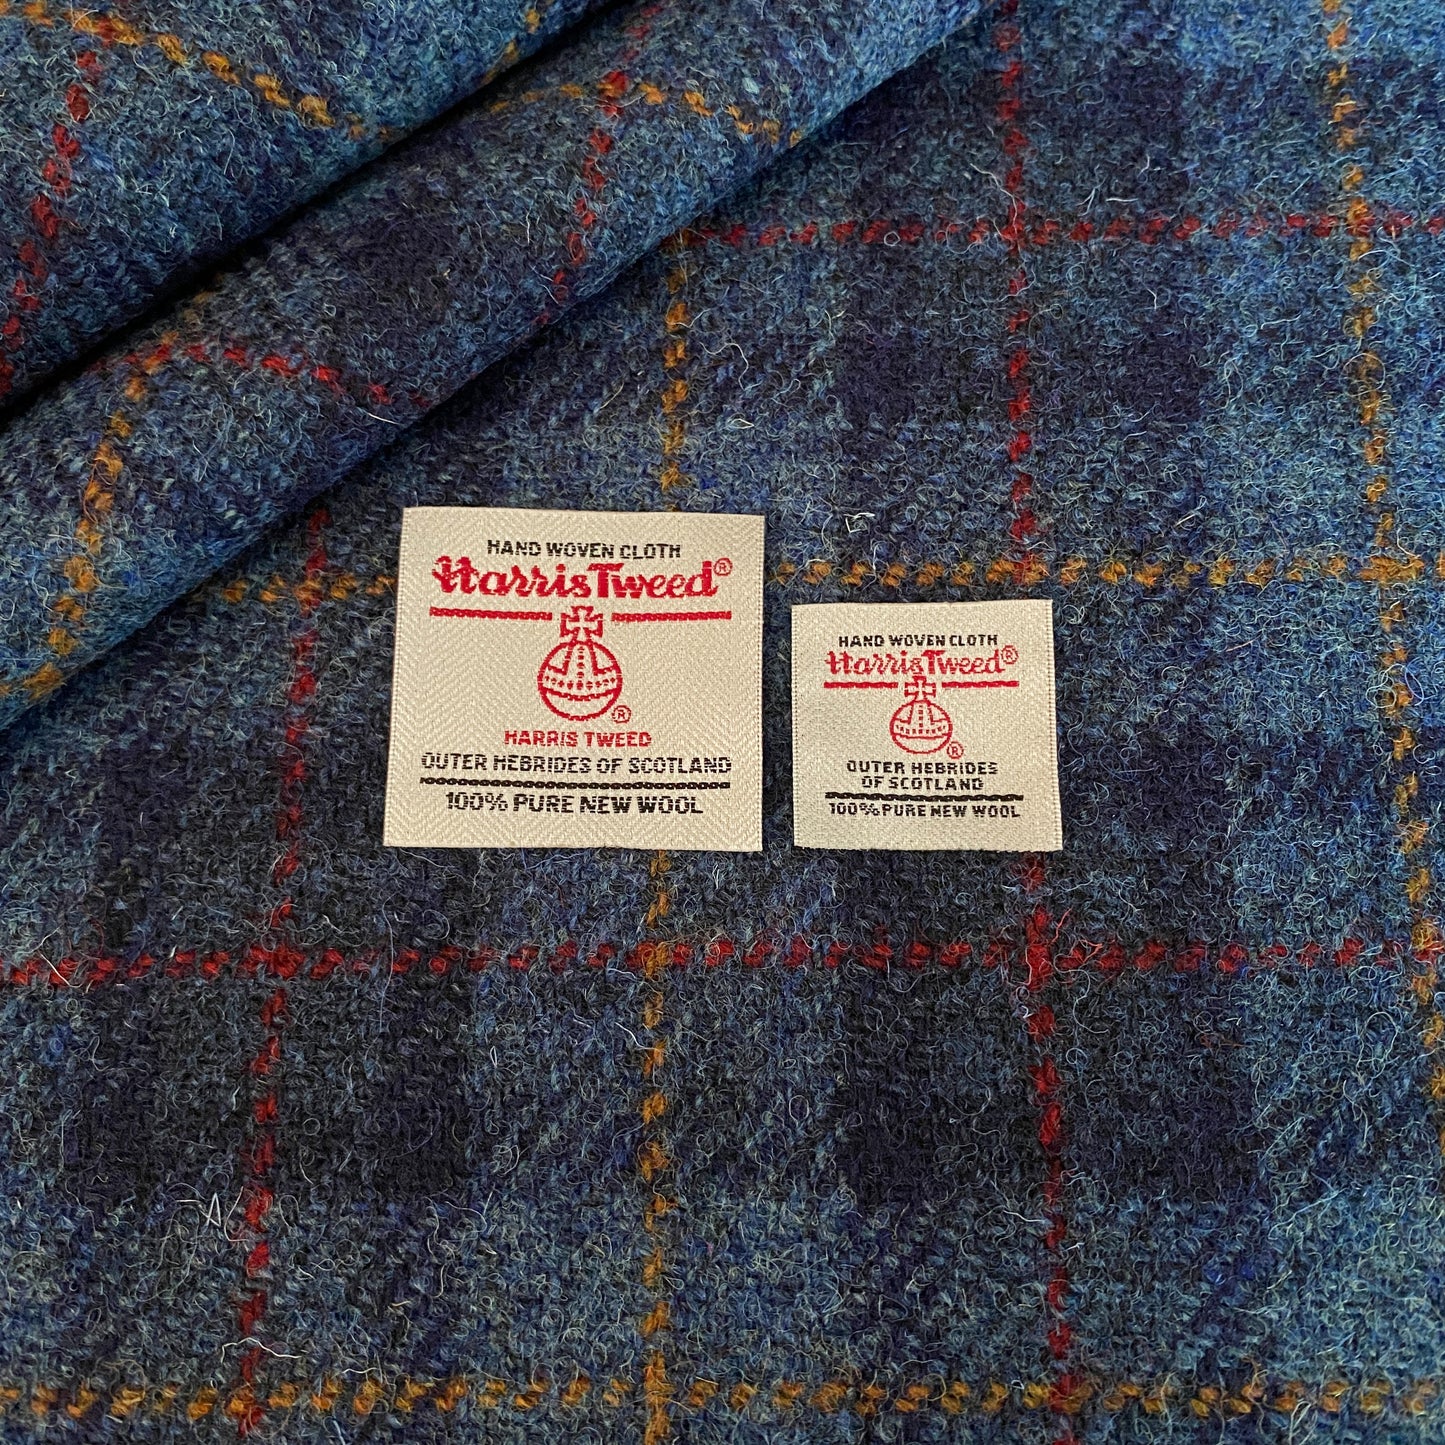 HAND WOVEN CLOTH
Harris Tweed®
®
HARRIS TWEED
OUTER HEBRIDES OF SCOTLAND
100% PURE NEW WOOL
HAND WOVEN CLOTH
Harris Tweed®
®
OUTER HEBRIDES
OF SCOTLAND
100% PURE NEW WOOL